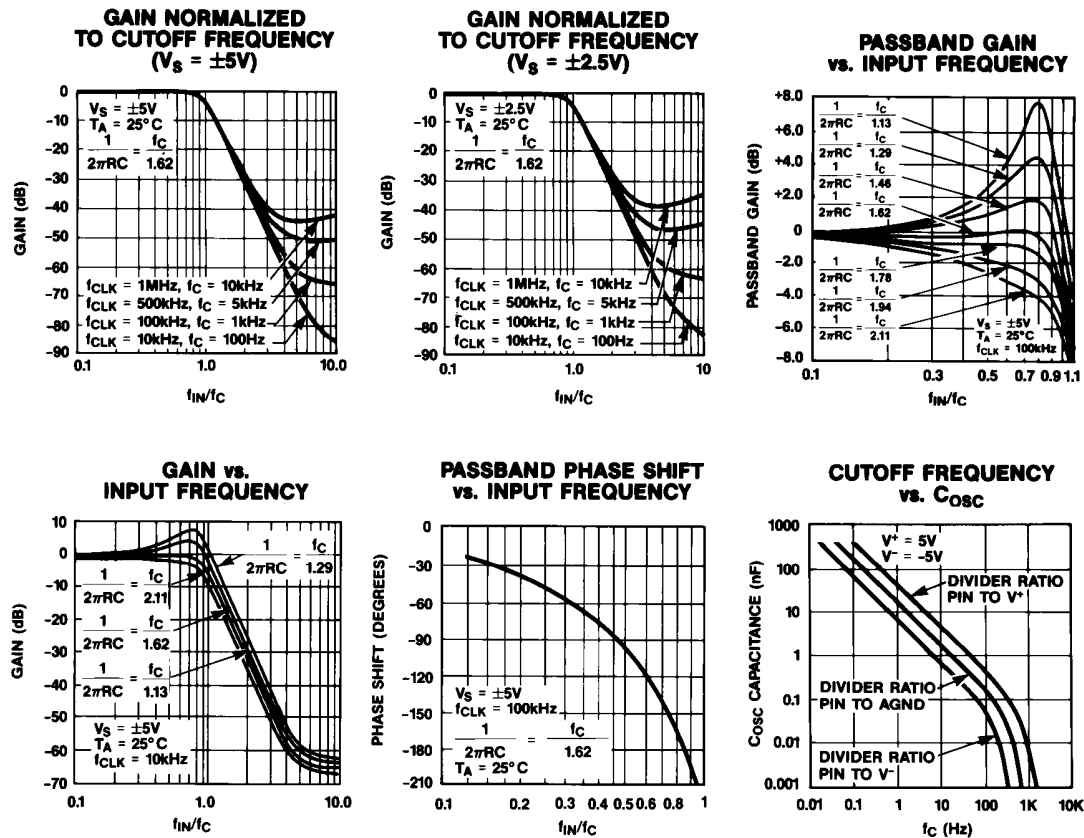 GAIN NORMALIZED
TO CUTOFF FREQUENCY
(VS = ±5V)
0
-10
-20
-30
-40
-50
-60
-70
-80
-90
GAIN (dB)
VS = ±5V
TA = 25°C
1/2πRC = fC/1.62
fCLK = 1MHz, fC = 10kHz
fCLK = 500kHz, fC = 5kHz
fCLK = 100kHz, fC = 1kHz
fCLK = 10kHz, fC = 100Hz
0.1 1.0 10.0
fIN/fC
GAIN NORMALIZED
TO CUTOFF FREQUENCY
(VS = ±2.5V)
0
-10
-20
-30
-40
-50
-60
-70
-80
-90
GAIN (dB)
VS = ±2.5V
TA = 25°C
1/2πRC = fC/1.62
fCLK = 1MHz, fC = 10kHz
fCLK = 500kHz, fC = 5kHz
fCLK = 100kHz, fC = 1kHz
fCLK = 10kHz, fC = 100Hz
0.1 1.0 10
fIN/fC
PASSBAND GAIN
vs. INPUT FREQUENCY
+8.0
+6.0
+4.0
+2.0
0
-2.0
-4.0
-6.0
-8.0
PASSBAND GAIN (dB)
1/2πRC = fC/1.13
1/2πRC = fC/1.29
1/2πRC = fC/1.46
1/2πRC = fC/1.62
1/2πRC = fC/1.78
1/2πRC = fC/1.94
1/2πRC = fC/2.11
VS = ±5V
TA = 25°C
fCLK = 100kHz
0.1 0.3 0.5 0.7 0.9 1.1
fIN/fC
GAIN vs.
INPUT FREQUENCY
10
0
-10
-20
-30
-40
-50
-60
-70
GAIN (dB)
1/2πRC = fC/1.29
1/2πRC = fC/2.11
1/2πRC = fC/1.62
1/2πRC = fC/1.13
VS = ±5V
TA = 25°C
fCLK = 10kHz
0.1 1.0 10.0
fIN/fC
PASSBAND PHASE SHIFT
vs. INPUT FREQUENCY
0
-30
-60
-90
-120
-150
-180
-210
PHASE SHIFT (DEGREES)
VS = ±5V
fCLK = 100kHz
1/2πRC = fC/1.62
TA = 25°C
0.1 0.2 0.3 0.4 0.5 0.6 0.8 1
fIN/fC
CUTOFF FREQUENCY
vs. COSC
1000
100
10
1
0.1
0.01
0.001
COSC CAPACITANCE (nF)
V+ = 5V
V- = -5V
DIVIDER RATIO
PIN TO V+
DIVIDER RATIO
PIN TO AGND
DIVIDER RATIO
PIN TO V-
0.01 0.1 1 10 100 1K 10K
fC (Hz)